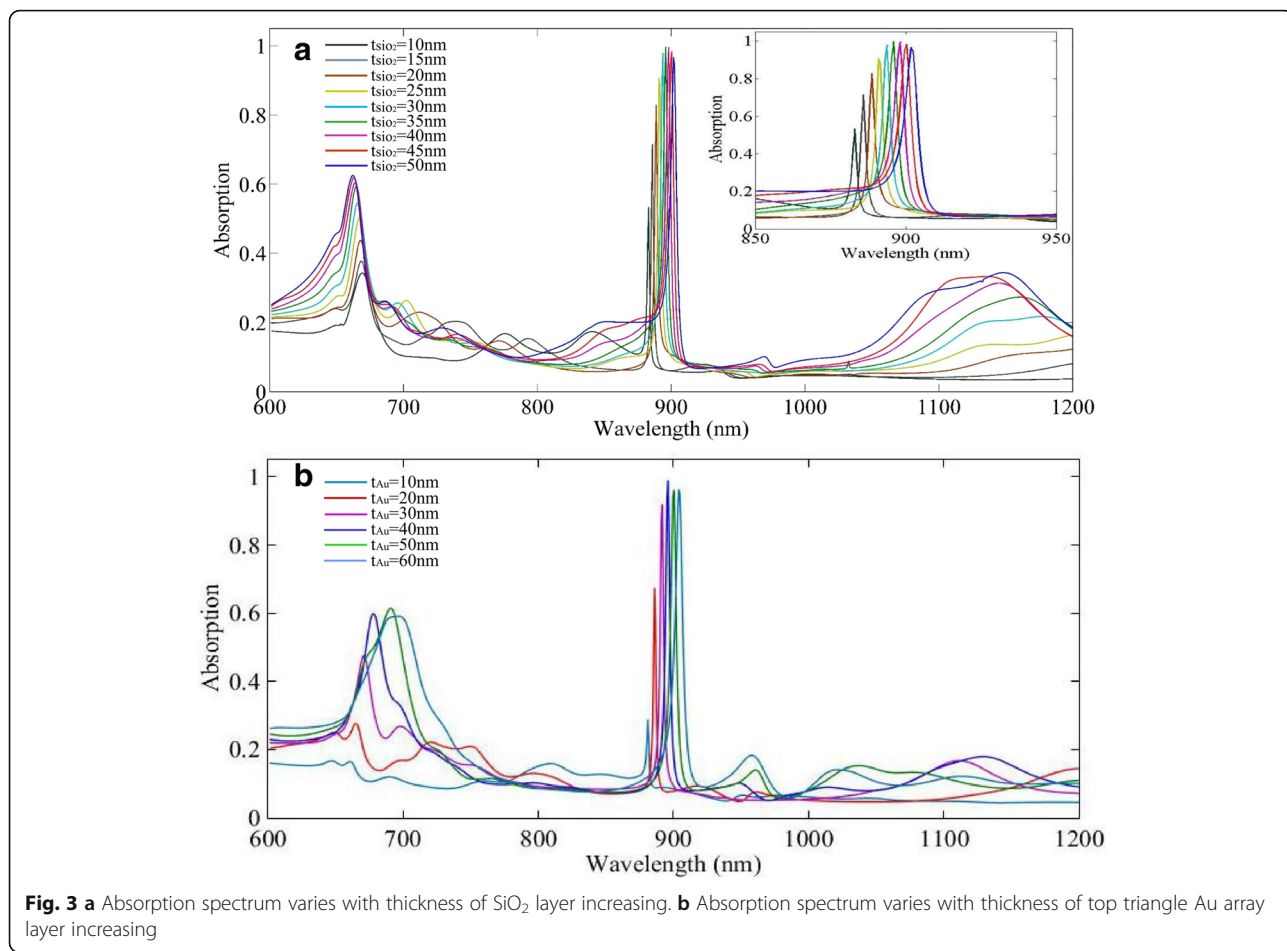 a
tsio₂=10nm
tsio₂=15nm
tsio₂=20nm
tsio₂=25nm
tsio₂=30nm
tsio₂=35nm
tsio₂=40nm
tsio₂=45nm
tsio₂=50nm
1
0.8
0.6
0.4
0.2
0
Absorption
600 700 800 900 1000 1100 1200
Wavelength (nm)
1
0.8
0.6
0.4
0.2
0
Absorption
850 900 950
Wavelength (nm)
b
tAu=10nm
tAu=20nm
tAu=30nm
tAu=40nm
tAu=50nm
tAu=60nm
1
0.8
0.6
0.4
0.2
0
Absorption
600 700 800 900 1000 1100 1200
Wavelength (nm)
Fig. 3 a Absorption spectrum varies with thickness of SiO₂ layer increasing. b Absorption spectrum varies with thickness of top triangle Au array
layer increasing